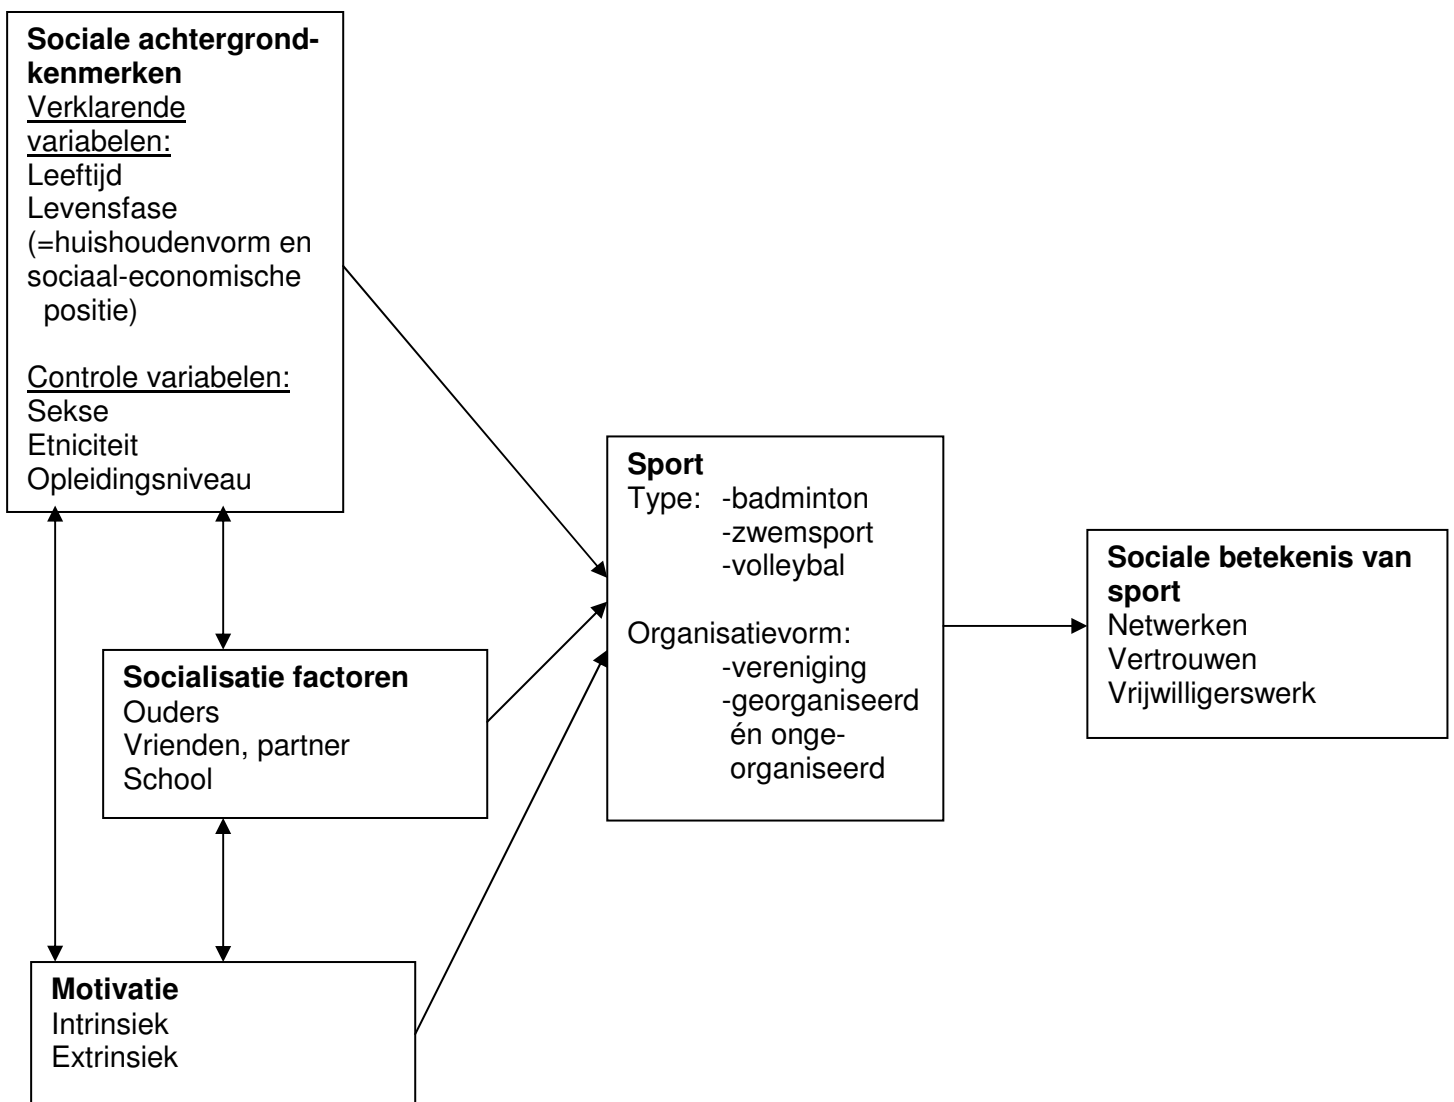 Sociale achtergrond-
kenmerken
Verklarende
variabelen:
Leeftijd
Levensfase
(=huishoudenvorm en
sociaal-economische
positie)
Controle variabelen:
Sekse
Etniciteit
Opleidingsniveau
Socialisatie factoren
Ouders
Vrienden, partner
School
Motivatie
Intrinsiek
Extrinsiek
Sport
Type: -badminton
-zwemsport
-volleybal
Organisatievorm:
-vereniging
-georganiseerd
én onge-
organiseerd
Sociale betekenis van
sport
Netwerken
Vertrouwen
Vrijwilligerswerk